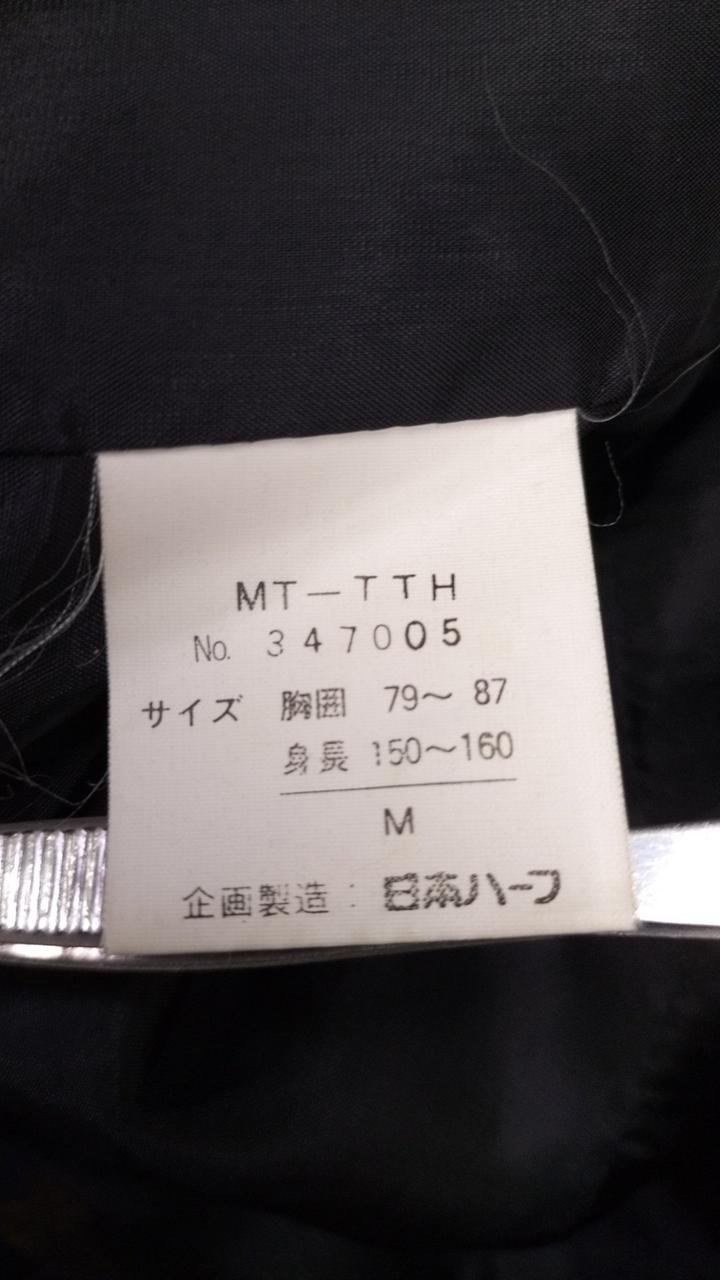 MT—TTH
No. 347005
サイズ 胸囲 79〜 87
身長 150〜160
M
企画製造: 日本ハーフ